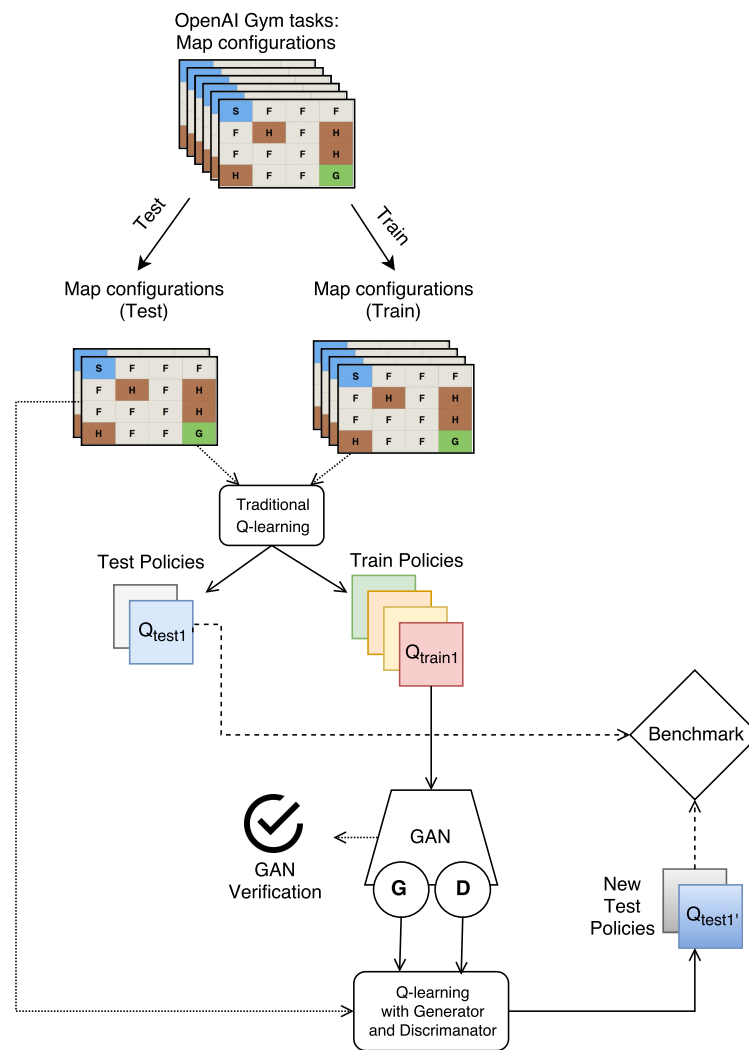 OpenAI Gym tasks:
Map configurations
S F F F
F H F H
F F F H
H F F G
Test
Train
Map configurations
(Test)
Map configurations
(Train)
S F F F
F H F H
F F F H
H F F G
S F F F
F H F H
F F F H
H F F G
Traditional
Q-learning
Test Policies
Train Policies
Qtest1
Qtrain1
Benchmark
GAN
GAN
Verification
G
D
New
Test
Policies
Qtest1'
Q-learning
with Generator
and Discrimanator